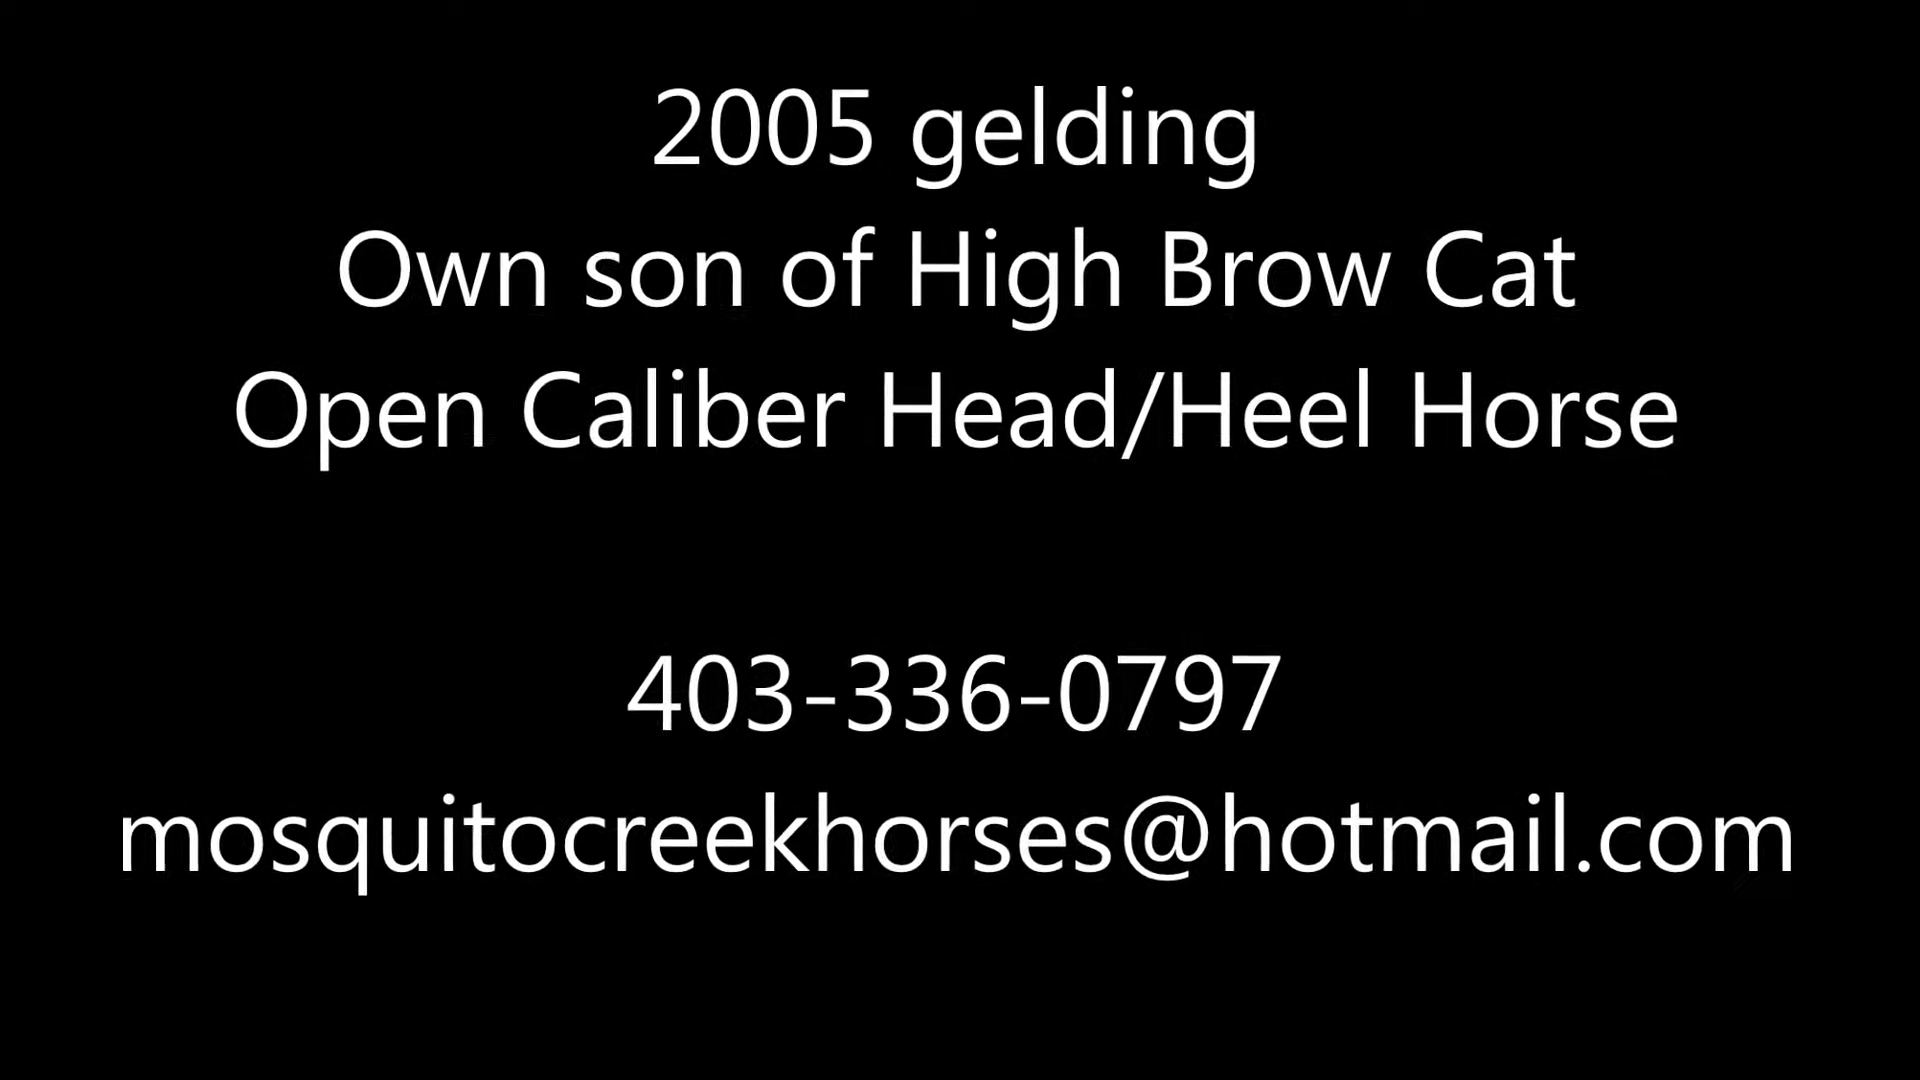 2005 gelding
Own son of High Brow Cat
Open Caliber Head/Heel Horse
403-336-0797
mosquitocreekhorses@hotmail.com